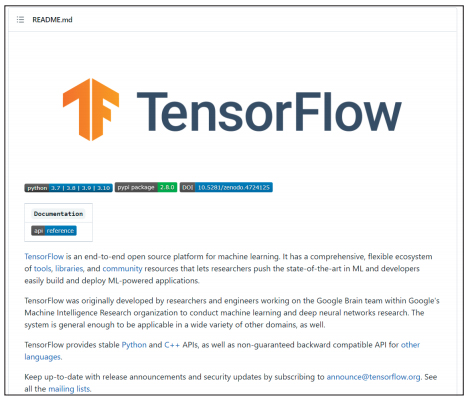 README.md
TensorFlow
python 3.7 | 3.8 | 3.9 | 3.10 pypi package 2.8.0 DOI 10.5281/zenodo.4724125
Documentation
api reference
TensorFlow is an end-to-end open source platform for machine learning. It has a comprehensive, flexible ecosystem
of tools, libraries, and community resources that lets researchers push the state-of-the-art in ML and developers
easily build and deploy ML-powered applications.
TensorFlow was originally developed by researchers and engineers working on the Google Brain team within Google's
Machine Intelligence Research organization to conduct machine learning and deep neural networks research. The
system is general enough to be applicable in a wide variety of other domains, as well.
TensorFlow provides stable Python and C++ APIs, as well as non-guaranteed backward compatible API for other
languages.
Keep up-to-date with release announcements and security updates by subscribing to announce@tensorflow.org. See
all the mailing lists.